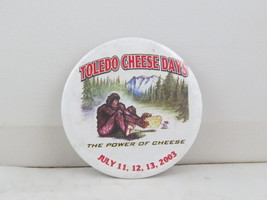 TOLEDO CHEESE DAYS
THE POWER OF CHEESE
JULY 11, 12, 13, 2003